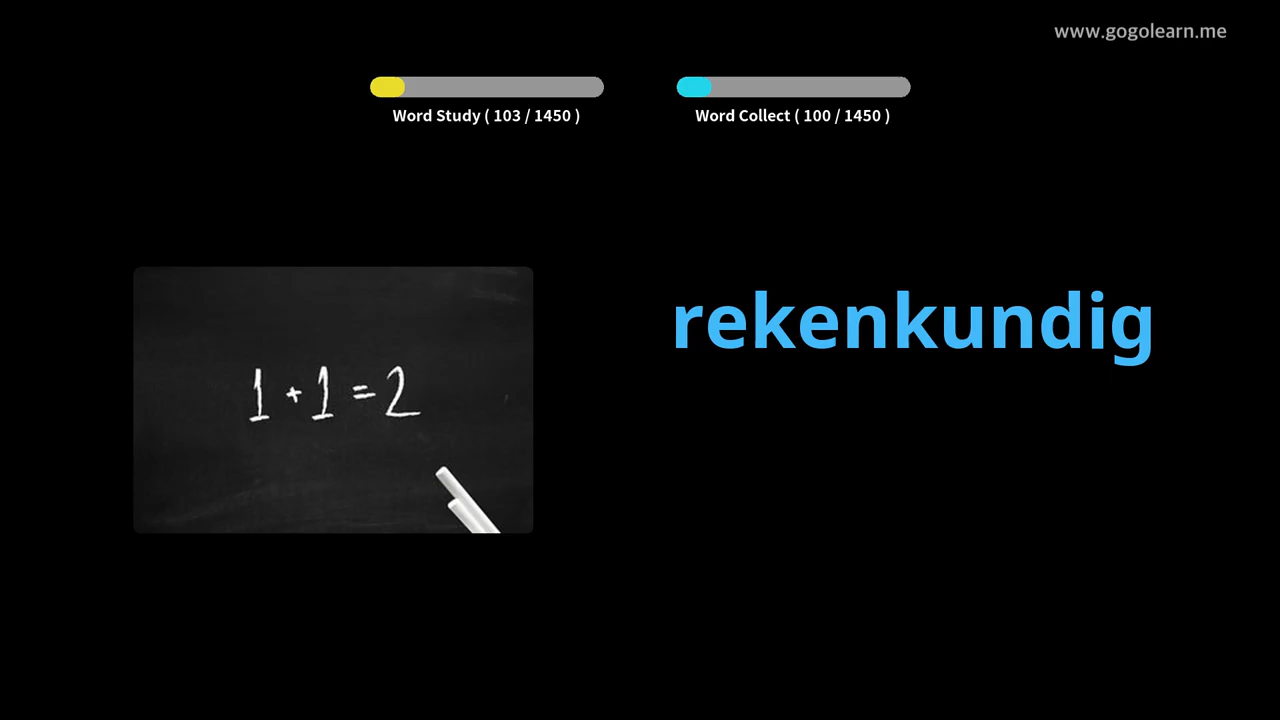 www.gogolearn.me
Word Study ( 103 / 1450 )
Word Collect ( 100 / 1450 )
rekenkundig
1 + 1 = 2